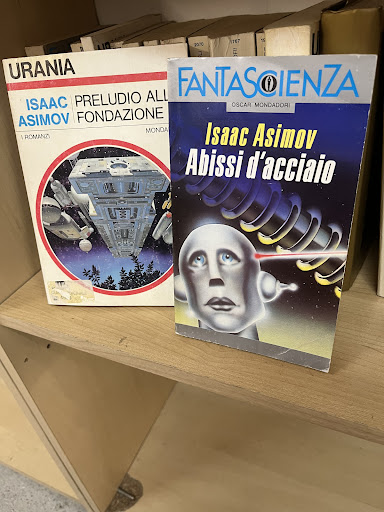 URANIA
ISAAC
ASIMOV
PRELUDIO ALL
FONDAZIONE
I ROMANZI
MONDA
FANTASCIENZA
OSCAR MONDADORI
Isaac Asimov
Abissi d'acciaio